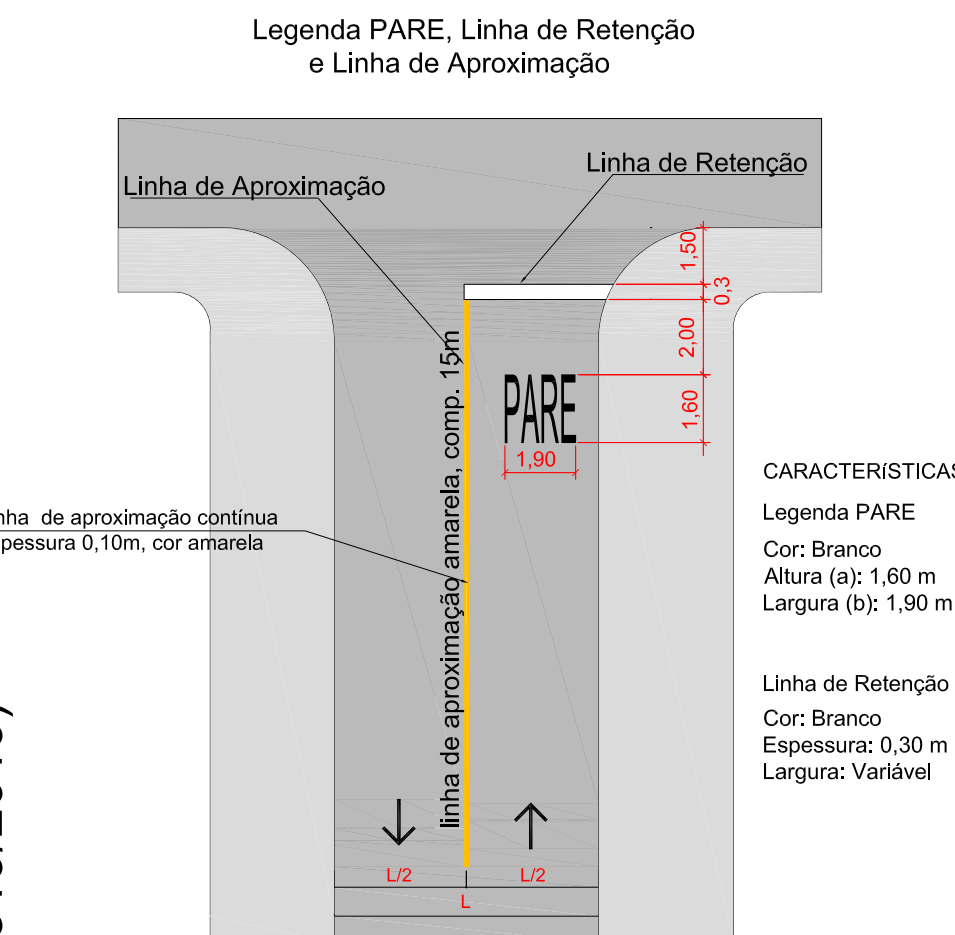 Legenda PARE, Linha de Retenção
e Linha de Aproximação
Linha de Retenção
Linha de Aproximação
1,50
0,3
2,00
1,60
PARE
1,90
linha de aproximação amarela, comp. 15m
de aproximação contínua
0,10m, cor amarela
CARACTERíSTICAS
Legenda PARE
Cor: Branco
Altura (a): 1,60 m
Largura (b): 1,90 m
Linha de Retenção
Cor: Branco
Espessura: 0,30 m
Largura: Variável
L/2
L/2
L